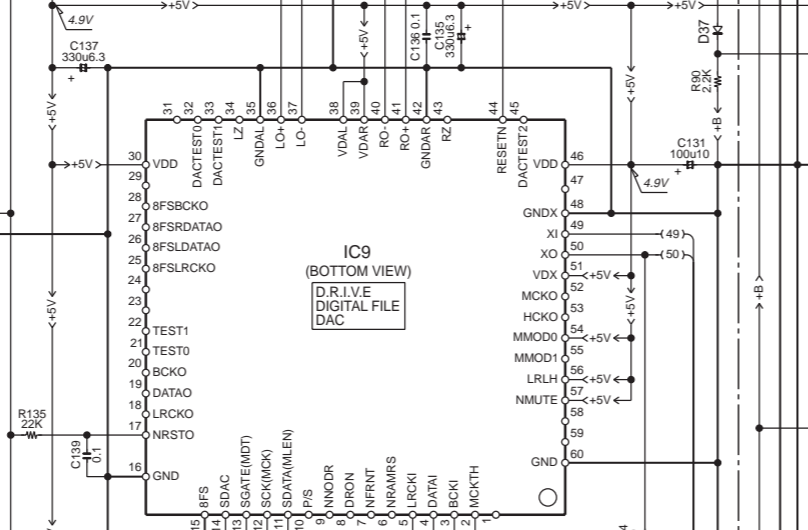 +5V
+5V
+5V
4.9V
C137
330u6.3
+
+5V
C136 0.1
C135
330u6.3
+
D37
R90
2.2K
+B
+5V
+5V
31
32
33
34
35
36
37
38
39
40
41
42
43
44
45
DACTEST0
DACTEST1
LZ
GNDAL
LO+
LO-
VDAL
VDAR
RO-
RO+
GNDAR
RZ
RESETN
DACTEST2
+5V
30 VDD
29
28 8FSBCKO
27 8FSRDATAO
26 8FSLDATAO
25 8FSLRCKO
24
23
22 TEST1
21 TEST0
20 BCKO
19 DATAO
18 LRCKO
17 NRSTO
16 GND
+5V
R135
22K
C139
0.1
IC9
(BOTTOM VIEW)
D.R.I.V.E
DIGITAL FILE
DAC
VDD 46
47
GNDX 48
XI 49
XO 50
VDX 51 +5V
MCKO 52
HCKO 53
MMOD0 54 +5V
MMOD1 55
LRLH 56 +5V
NMUTE 57 +5V
58
59
GND 60
C131
100u10
+
4.9V
49
50
+5V
+B
8FS
SDAC
SGATE(MDT)
SCK(MCK)
SDATA(MLEN)
P/S
NNODR
DRON
NFRNT
NRAMRS
LRCKI
DATAI
BCKI
MCKTH
15
14
13
12
11
10
9
8
7
6
5
4
3
2
1